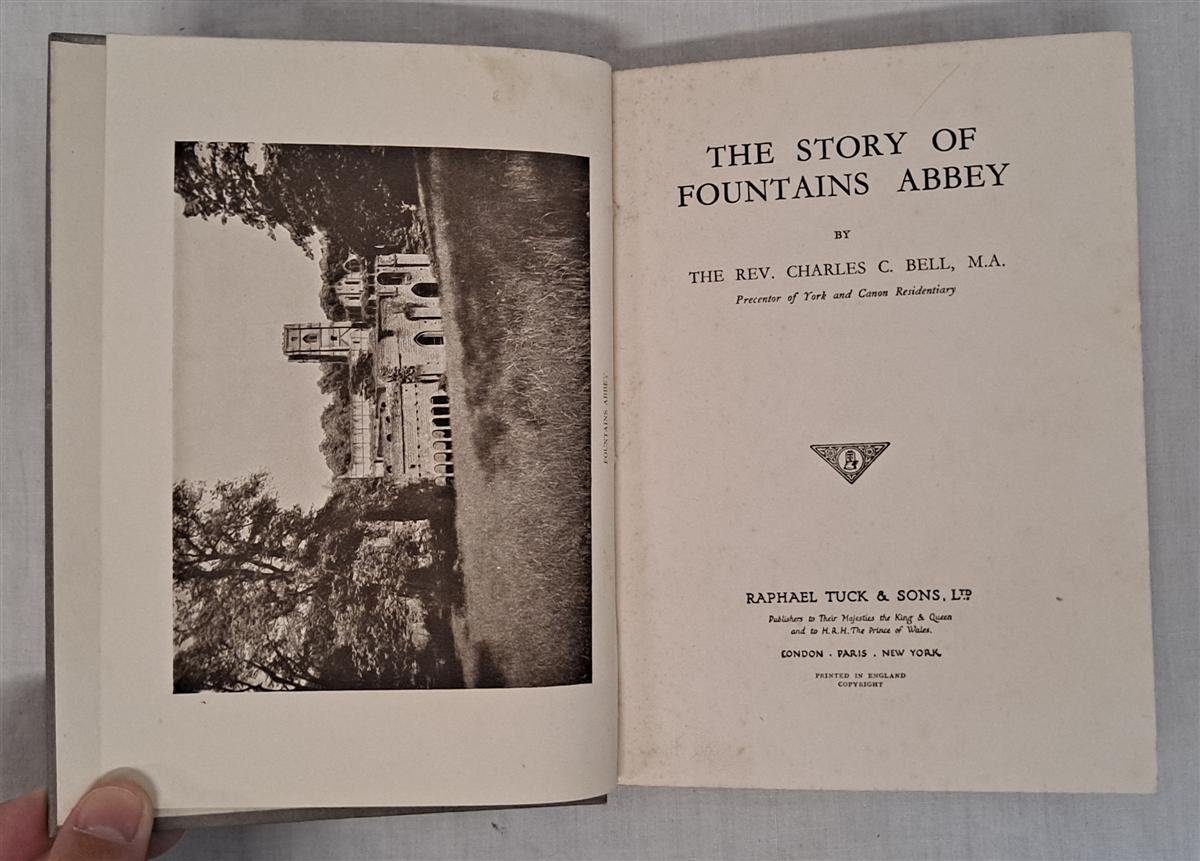 FOUNTAINS ABBEY
THE STORY OF
FOUNTAINS ABBEY
BY
THE REV. CHARLES C. BELL, M.A.
Precentor of York and Canon Residentiary
RAPHAEL TUCK & SONS, LTD
Publishers to Their Majesties the King & Queen
and to H.R.H. The Prince of Wales.
LONDON . PARIS . NEW YORK
PRINTED IN ENGLAND
COPYRIGHT